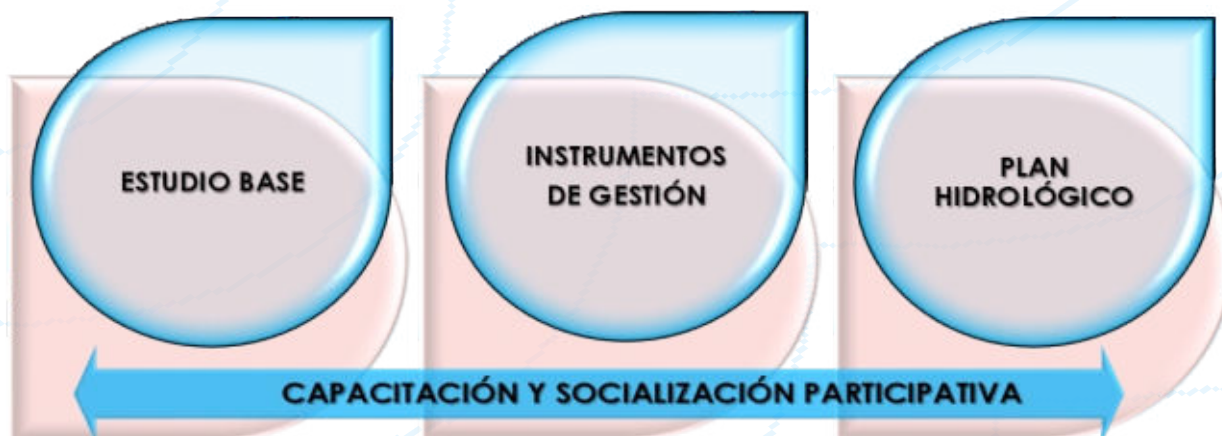 ESTUDIO BASE
INSTRUMENTOS
DE GESTIÓN
PLAN
HIDROLÓGICO
CAPACITACIÓN Y SOCIALIZACIÓN PARTICIPATIVA